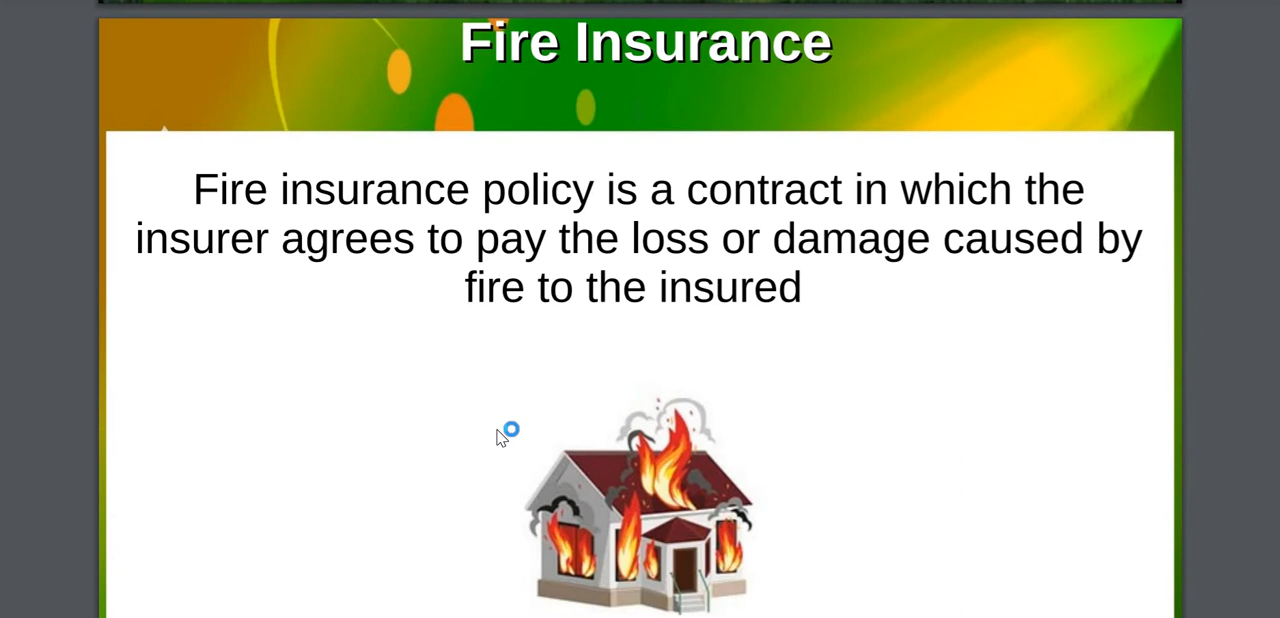 Fire Insurance
Fire insurance policy is a contract in which the
insurer agrees to pay the loss or damage caused by
fire to the insured